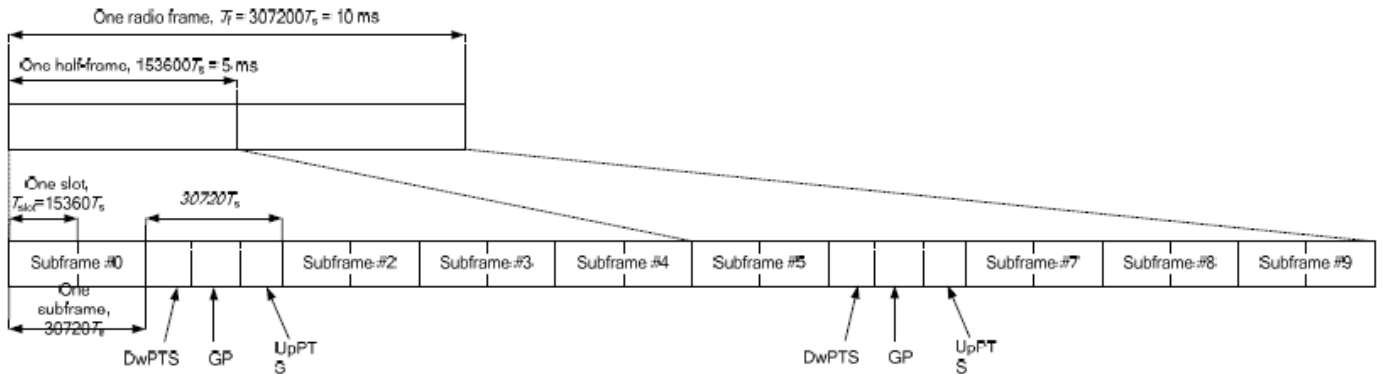 One radio frame, Tf = 307200Ts = 10 ms
One half-frame, 153600Ts = 5 ms
One slot,
Tslot=15360Ts
30720Ts
Subframe #0
Subframe #2
Subframe #3
Subframe #4
Subframe #5
Subframe #7
Subframe #8
Subframe #9
One
subframe,
30720Ts
DwPTS
GP
UpPT
S
DwPTS
GP
UpPT
S